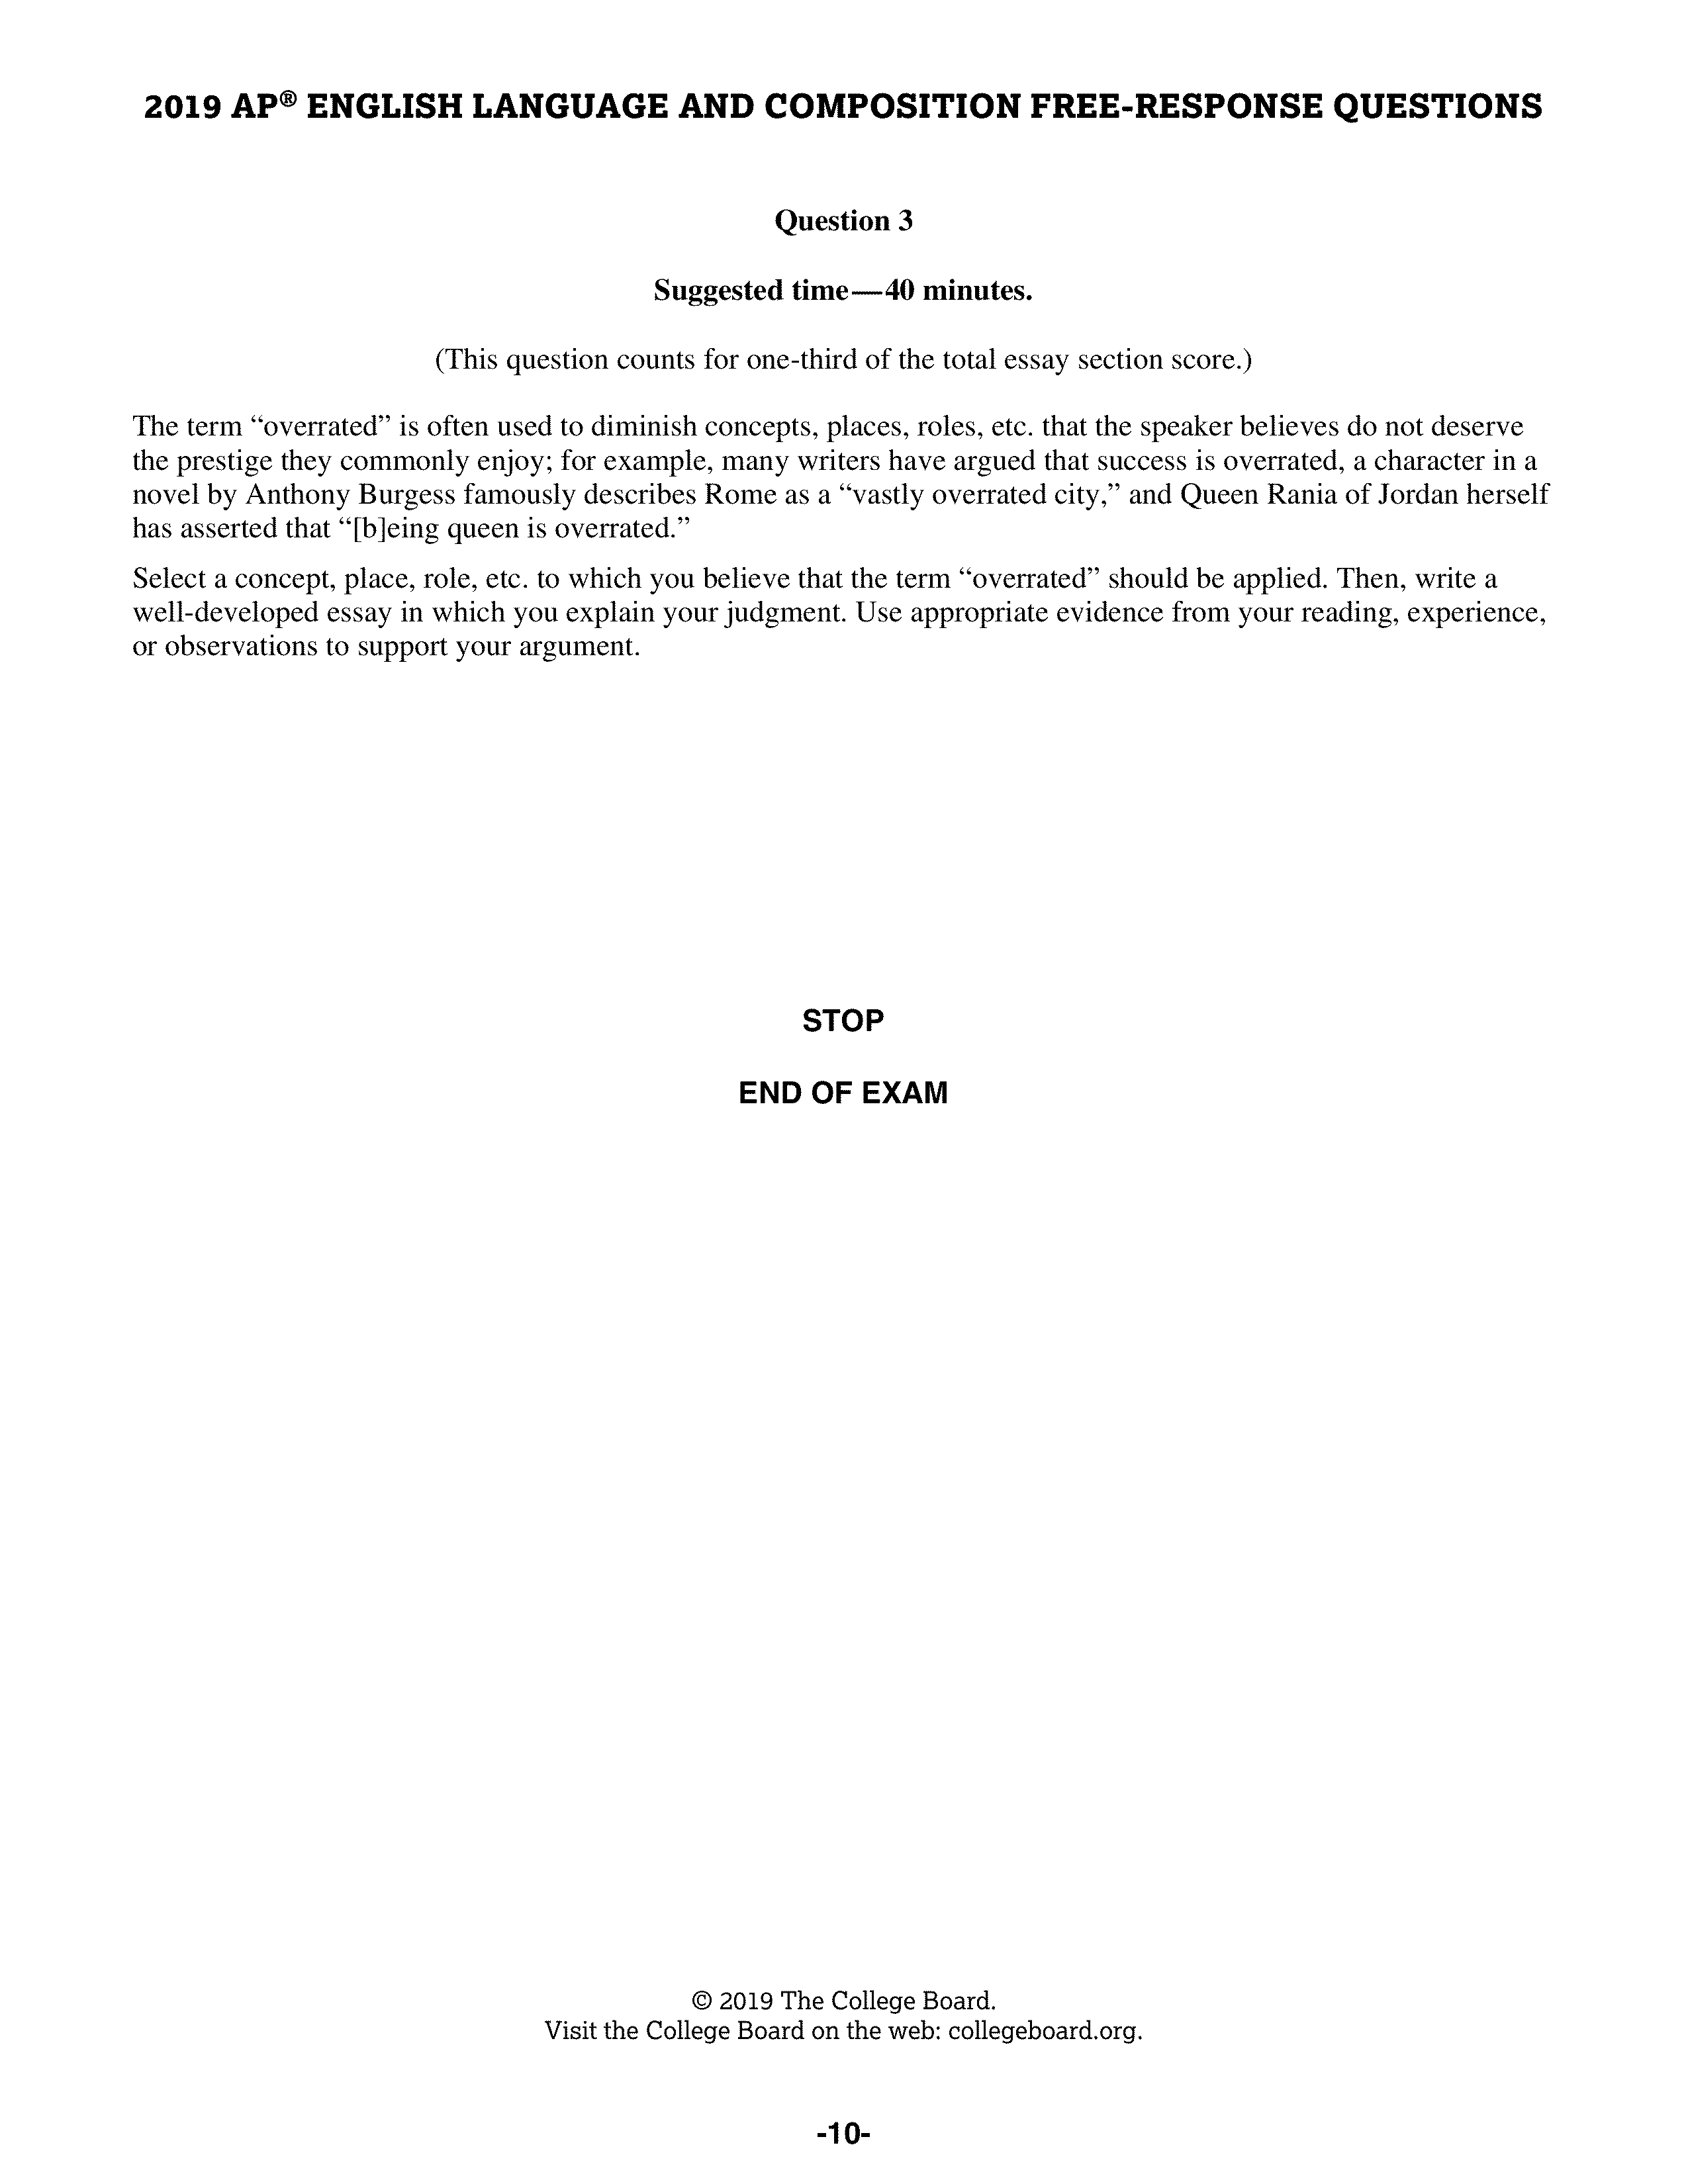 2019 AP® ENGLISH LANGUAGE AND COMPOSITION FREE-RESPONSE QUESTIONS
Question 3
Suggested time—40 minutes.
(This question counts for one-third of the total essay section score.)
The term “overrated” is often used to diminish concepts, places, roles, etc. that the speaker believes do not deserve
the prestige they commonly enjoy; for example, many writers have argued that success is overrated, a character in a
novel by Anthony Burgess famously describes Rome as a “vastly overrated city,” and Queen Rania of Jordan herself
has asserted that “[b]eing queen is overrated.”
Select a concept, place, role, etc. to which you believe that the term “overrated” should be applied. Then, write a
well-developed essay in which you explain your judgment. Use appropriate evidence from your reading, experience,
or observations to support your argument.
STOP
END OF EXAM
© 2019 The College Board.
Visit the College Board on the web: collegeboard.org.
-10-